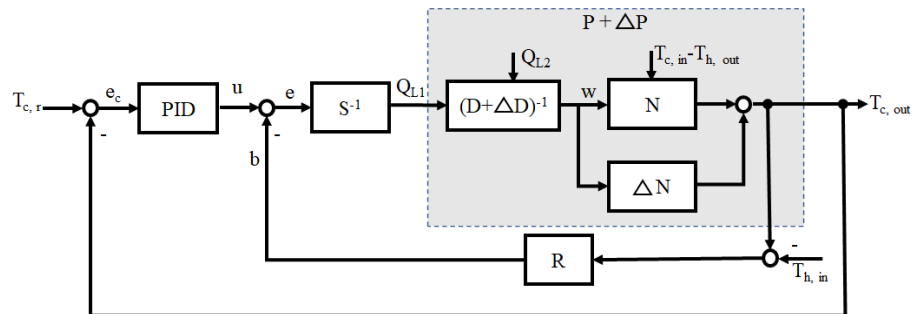 P + △P
T_c, r
e_c
-
PID
u
e
-
b
S⁻¹
Q_L1
Q_L2
(D+△D)⁻¹
w
T_c, in-T_h, out
N
△ N
T_c, out
R
-
T_h, in